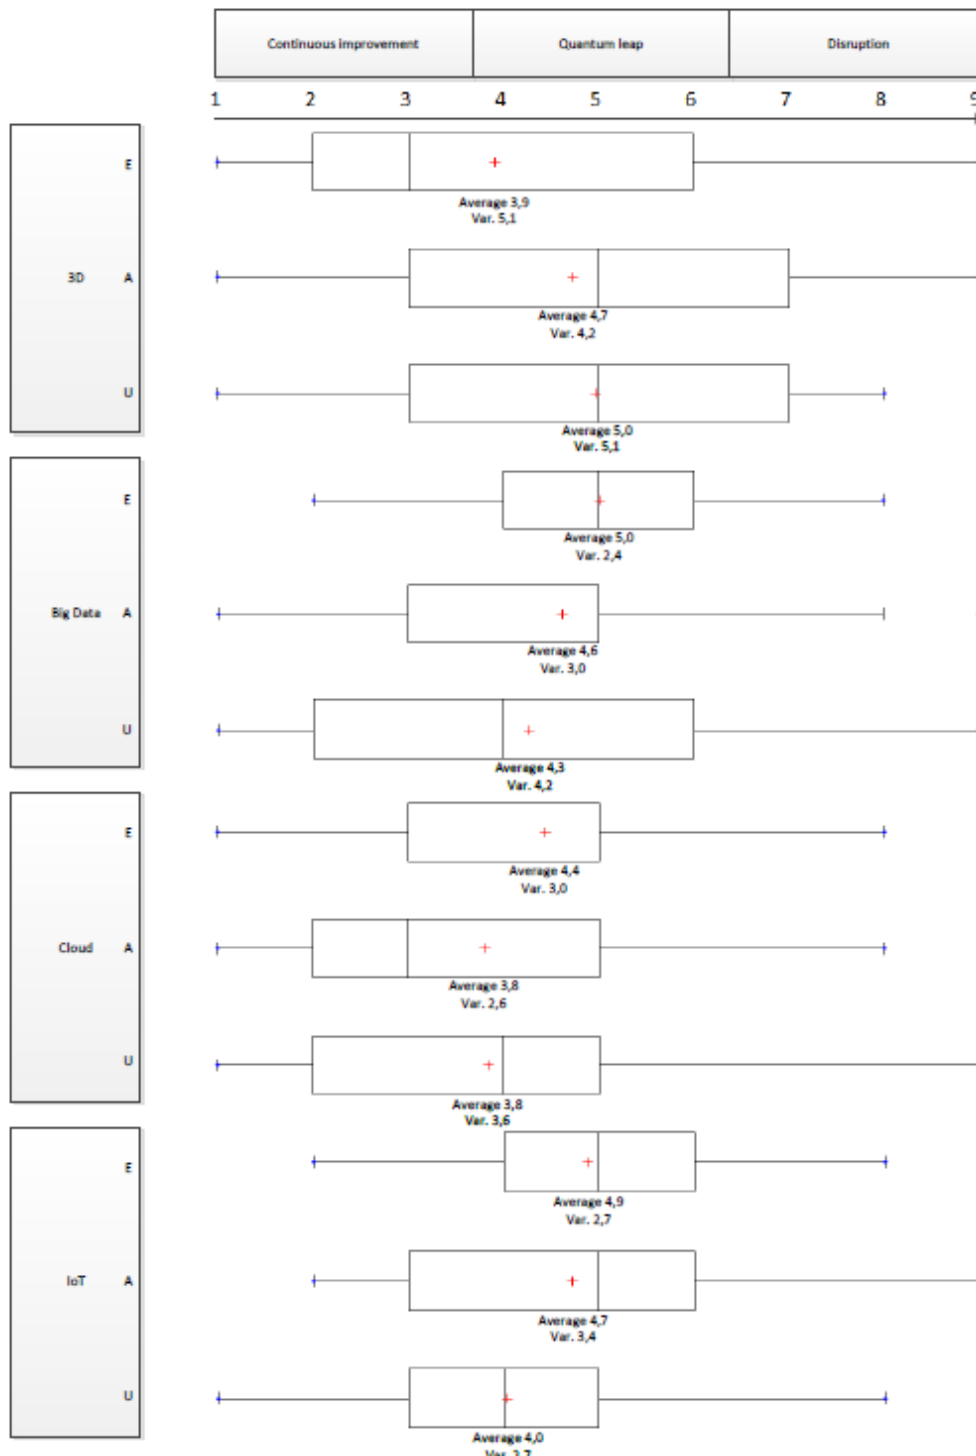 Continuous improvement Quantum leap Disruption
1 2 3 4 5 6 7 8 9
E
Average 3,9
Var. 5,1
3D A
Average 4,7
Var. 4,2
U
Average 5,0
Var. 5,1
E
Average 5,0
Var. 2,4
Big Data A
Average 4,6
Var. 3,0
U
Average 4,3
Var. 4,2
E
Average 4,4
Var. 3,0
Cloud A
Average 3,8
Var. 2,6
U
Average 3,8
Var. 3,6
E
Average 4,9
Var. 2,7
IoT A
Average 4,7
Var. 3,4
U
Average 4,0
Var. 2,7